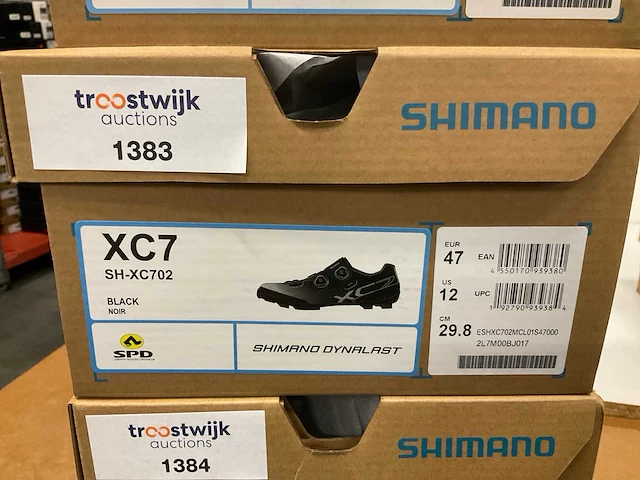 troostwijk
auctions
1383
SHIMANO
XC7
SH-XC702
BLACK
NOIR
XC7
SPD
SHIMANO DYNALAST
EUR
47
EAN
4 550170 939380
US
12
UPC
1 92790 93938 4
CM
29.8
ESHXC702MCL01S47000
2L7M00BJ017
troostwijk
auctions
1384
SHIMANO